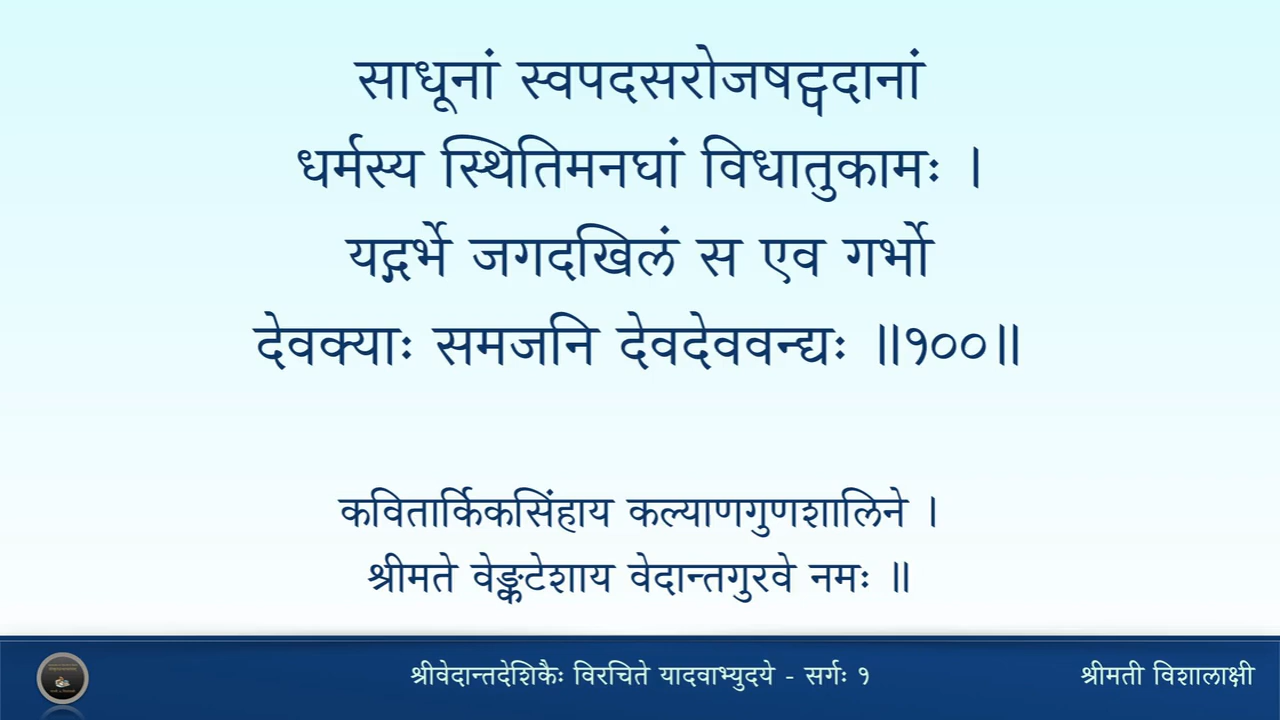 साधूनां स्वपदसरोजषट्पदानां
धर्मस्य स्थितिमनघां विधातुकामः ।
यद्गर्भे जगदखिलं स एव गर्भो
देवक्याः समजनि देवदेववन्द्यः ॥१००॥
कवितार्किकसिंहाय कल्याणगुणशालिने ।
श्रीमते वेङ्कटेशाय वेदान्तगुरवे नमः ॥
श्रीवेदान्तदेशिकैः विरचिते यादवाभ्युदये - सर्गः १
श्रीमती विशालाक्षी